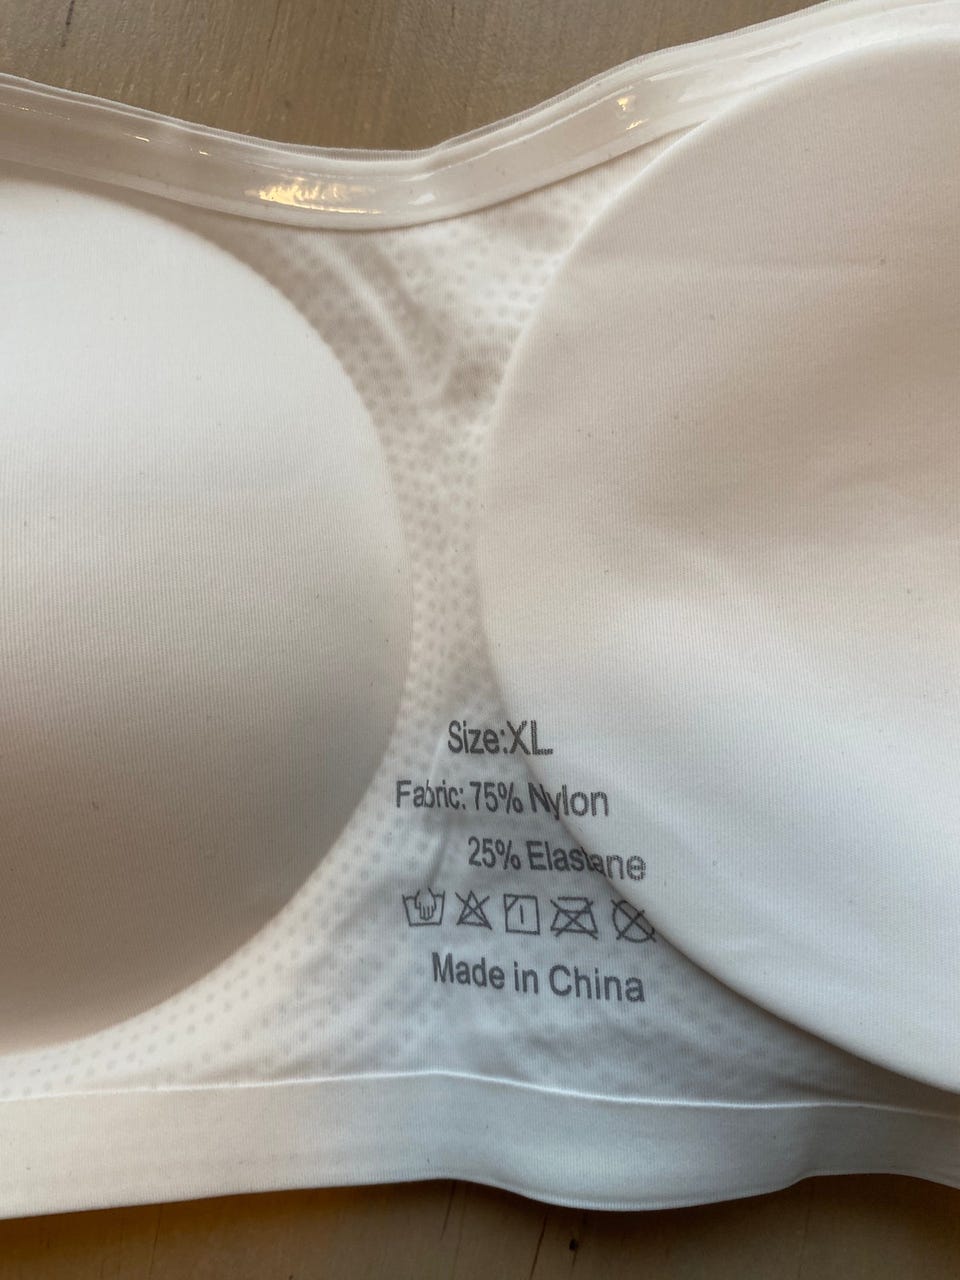 Size:XL
Fabric: 75% Nylon
25% Elastane
Made in China